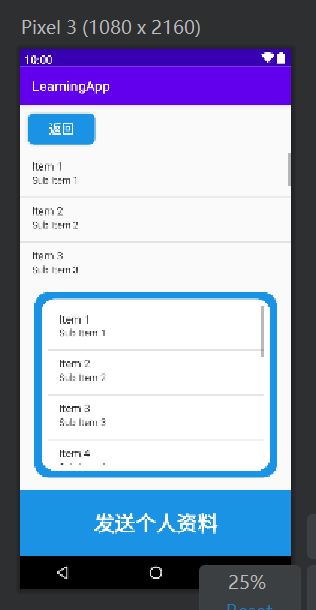 Pixel 3 (1080 x 2160)
10:00
LearningApp
返回
Item 1
Sub Item 1
Item 2
Sub Item 2
Item 3
Sub Item 3
Item 1
Sub Item 1
Item 2
Sub Item 2
Item 3
Sub Item 3
Item 4
发送个人资料
25%
Reset